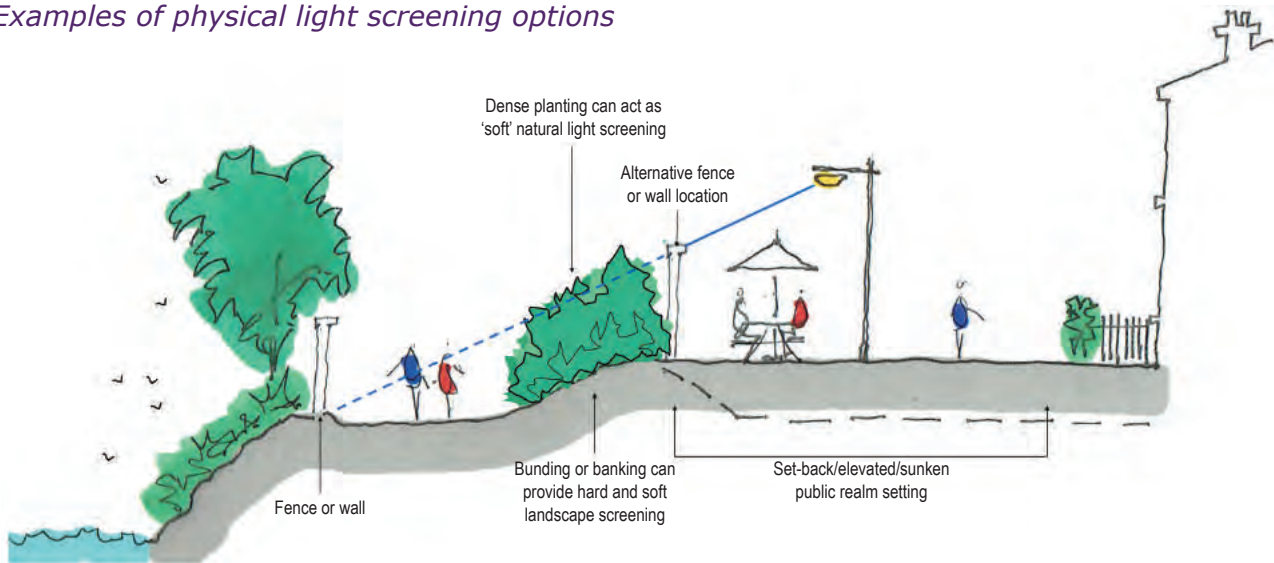 Examples of physical light screening options
Dense planting can act as
‘soft’ natural light screening
Alternative fence
or wall location
Fence or wall
Bunding or banking can
provide hard and soft
landscape screening
Set-back/elevated/sunken
public realm setting